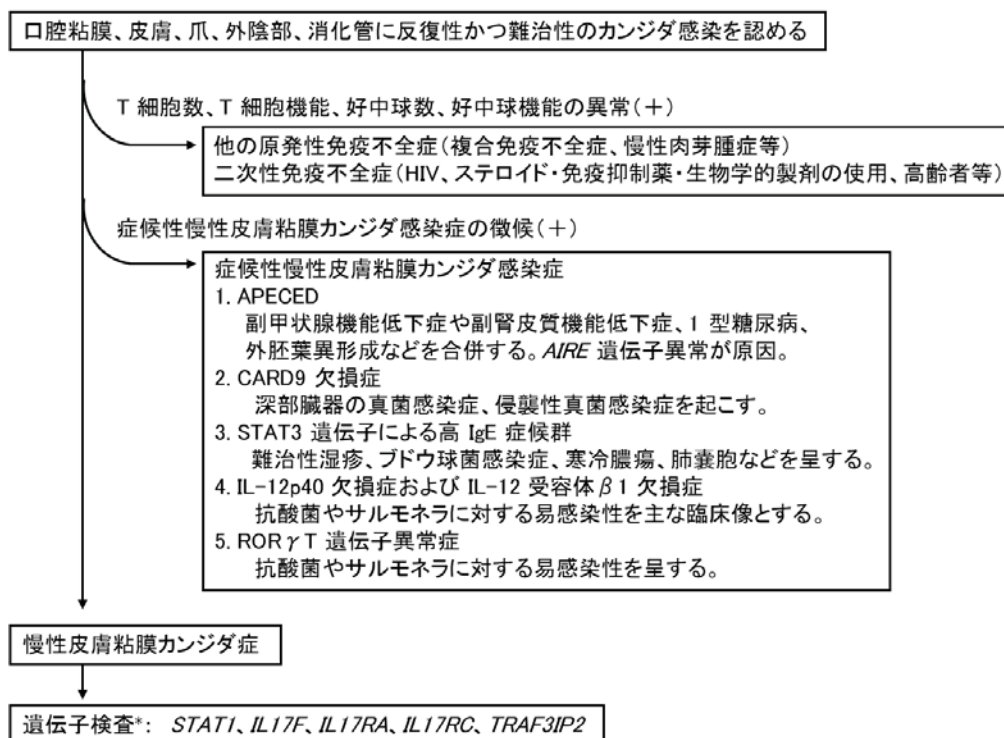 口腔粘膜、皮膚、爪、外陰部、消化管に反復性かつ難治性のカンジダ感染を認める
T 細胞数、T 細胞機能、好中球数、好中球機能の異常(+)
他の原発性免疫不全症(複合免疫不全症、慢性肉芽腫症等)
二次性免疫不全症(HIV、ステロイド・免疫抑制薬・生物学的製剤の使用、高齢者等)
症候性慢性皮膚粘膜カンジダ感染症の徴候(+)
症候性慢性皮膚粘膜カンジダ感染症
1. APECED
副甲状腺機能低下症や副腎皮質機能低下症、1 型糖尿病、
外胚葉異形成などを合併する。AIRE 遺伝子異常が原因。
2. CARD9 欠損症
深部臓器の真菌感染症、侵襲性真菌感染症を起こす。
3. STAT3 遺伝子による高 IgE 症候群
難治性湿疹、ブドウ球菌感染症、寒冷膿瘍、肺嚢胞などを呈する。
4. IL-12p40 欠損症および IL-12 受容体β1 欠損症
抗酸菌やサルモネラに対する易感染性を主な臨床像とする。
5. RORγT 遺伝子異常症
抗酸菌やサルモネラに対する易感染性を呈する。
慢性皮膚粘膜カンジダ症
遺伝子検査*: STAT1、IL17F、IL17RA、IL17RC、TRAF3IP2